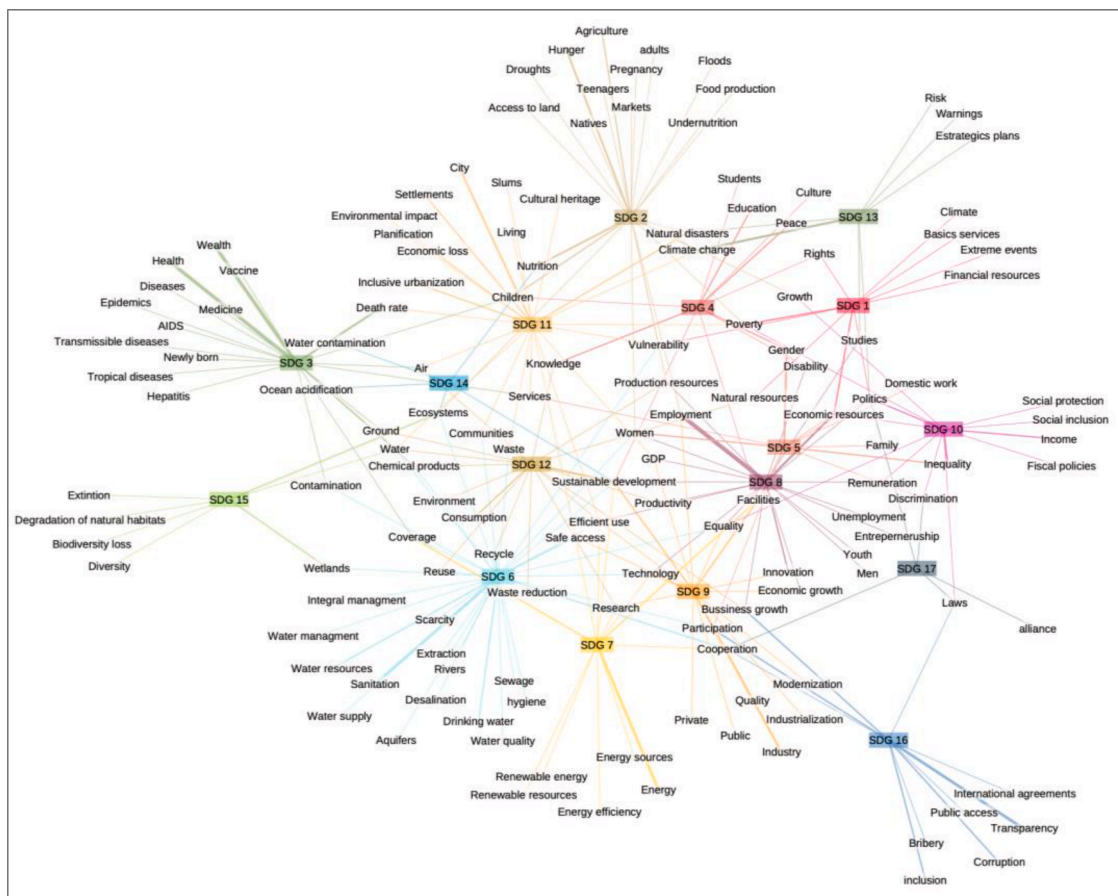 Agriculture
Hunger
adults
Droughts
Pregnancy
Floods
Teenagers
Food production
Access to land
Markets
Natives
Undernutrition
Risk
Warnings
Estrategics plans
City
Slums
Settlements
Cultural heritage
Students
Culture
Education
Environmental impact
SDG 2
SDG 13
Peace
Climate
Planification
Living
Natural disasters
Basics services
Wealth
Economic loss
Climate change
Rights
Extreme events
Health
Vaccine
Nutrition
Financial resources
Diseases
Inclusive urbanization
Children
Growth
Epidemics
Medicine
Death rate
SDG 4
SDG 1
AIDS
SDG 11
Poverty
Transmissible diseases
Water contamination
Vulnerability
Studies
Newly born
SDG 3
Knowledge
Gender
Tropical diseases
Air
Disability
Hepatitis
Ocean acidification
SDG 14
Production resources
Domestic work
Services
Natural resources
Politics
Social protection
Ecosystems
Employment
Economic resources
Social inclusion
Ground
Communities
Women
SDG 10
Income
Water
Waste
SDG 5
Family
Chemical products
SDG 12
GDP
Inequality
Fiscal policies
Contamination
Sustainable development
SDG 8
Remuneration
Extintion
SDG 15
Environment
Productivity
Facilities
Discrimination
Degradation of natural habitats
Consumption
Efficient use
Equality
Unemployment
Biodiversity loss
Coverage
Safe access
Entreperneruship
Diversity
Recycle
Youth
Wetlands
Reuse
SDG 6
Technology
Innovation
Men
SDG 17
Waste reduction
SDG 9
Economic growth
Integral managment
Research
Bussiness growth
Laws
Scarcity
Participation
alliance
Water managment
SDG 7
Cooperation
Extraction
Water resources
Rivers
Sewage
Modernization
Sanitation
Desalination
hygiene
Quality
Water supply
Drinking water
Private
Industrialization
Aquifers
Water quality
Public
SDG 16
Industry
Energy sources
Renewable energy
Energy
Renewable resources
International agreements
Energy efficiency
Public access
Transparency
Bribery
Corruption
inclusion